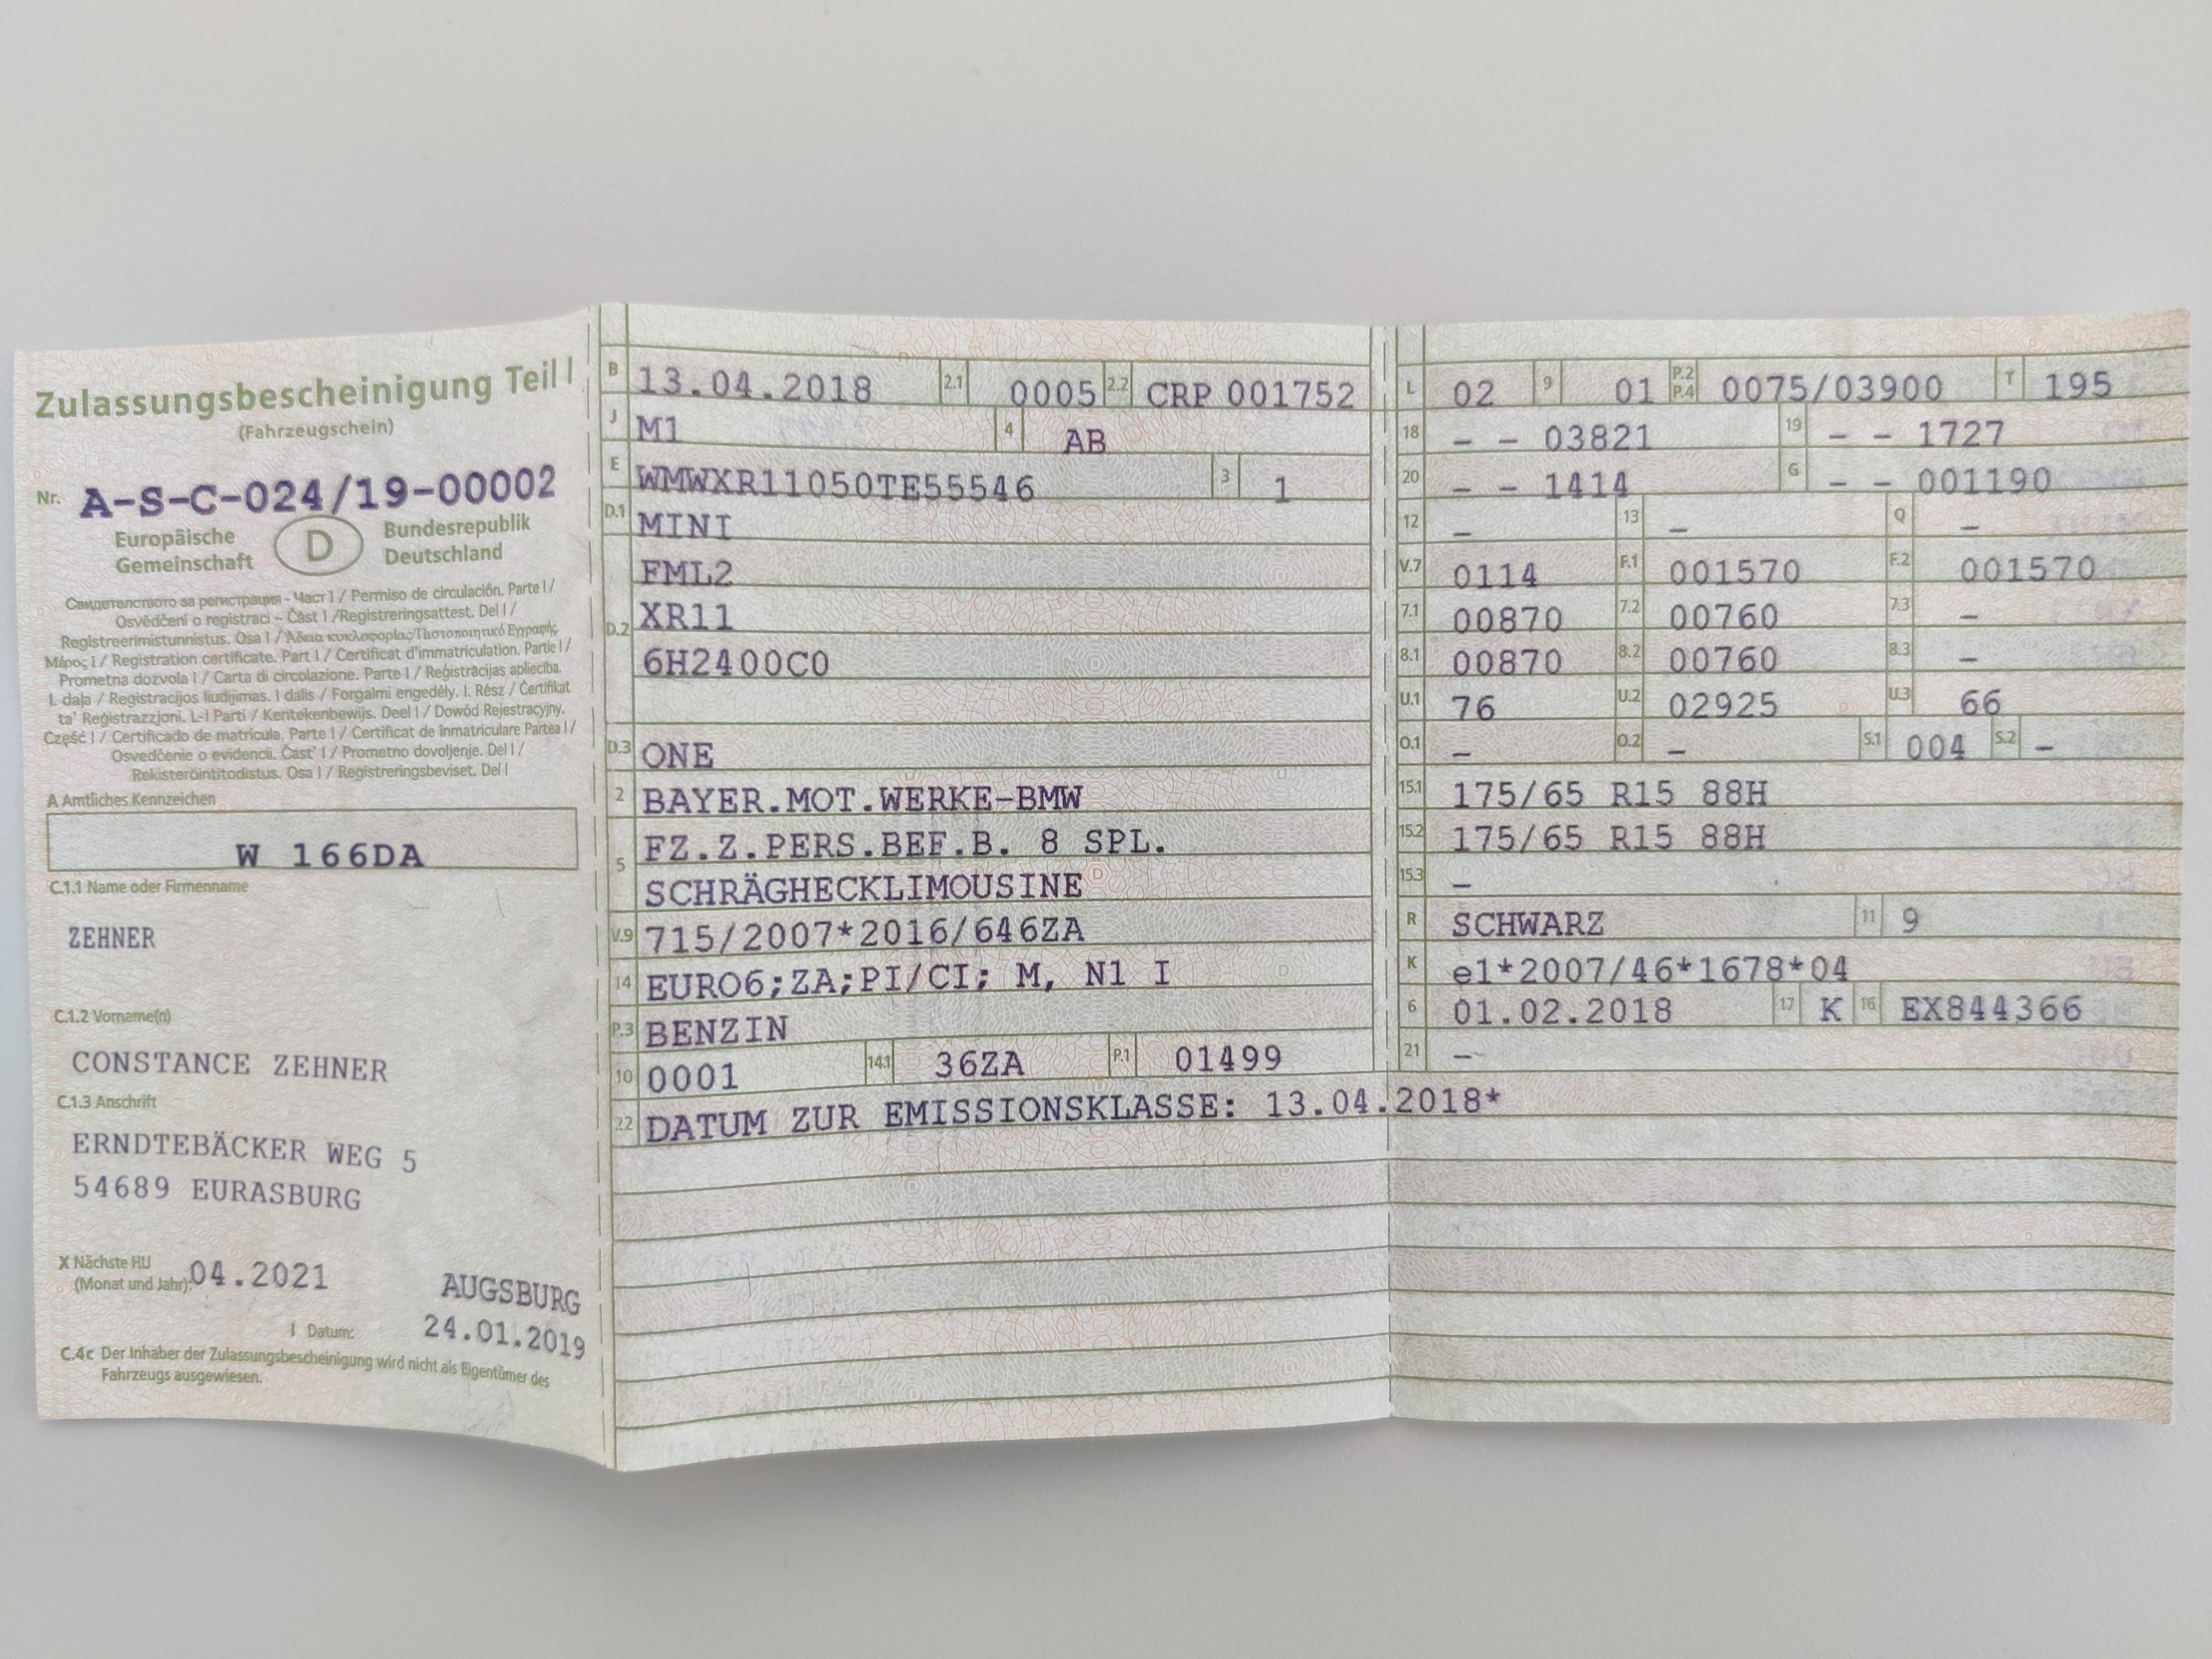 Zulassungsbescheinigung Teil I
(Fahrzeugschein)
Nr. A-S-C-024/19-00002
Europäische Gemeinschaft D Bundesrepublik Deutschland
Свидетелството за регистрация - Част I / Permiso de circulación. Parte I /
Osvědčení o registraci – Část I /Registreringsattest. Del I /
Registreerimistunnistus. Osa I / Άδεια κυκλοφορίας/Πιστοποιητικό Εγγραφής
Μέρος I / Registration certificate. Part I / Certificat d'immatriculation. Partie I /
Prometna dozvola I / Carta di circolazione. Parte I / Reģistrācijas apliecība.
I. daļa / Registracijos liudijimas. I dalis / Forgalmi engedély. I. Rész / Ċertifikat
ta' Reġistrazzjoni. L-I Parti / Kentekenbewijs. Deel I / Dowód Rejestracyjny.
Część I / Certificado de matrícula. Parte I / Certificat de înmatriculare Partea I /
Osvedčenie o evidencii. Časť I / Prometno dovoljenje. Del I /
Rekisteröintitodistus. Osa I / Registreringsbeviset. Del I
A Amtliches Kennzeichen
W 166DA
C.1.1 Name oder Firmenname
ZEHNER
C.1.2 Vorname(n)
CONSTANCE ZEHNER
C.1.3 Anschrift
ERNDTEBÄCKER WEG 5
54689 EURASBURG
X Nächste HU
(Monat und Jahr): 04.2021
AUGSBURG
I Datum: 24.01.2019
C.4c Der Inhaber der Zulassungsbescheinigung wird nicht als Eigentümer des
Fahrzeugs ausgewiesen.
B 13.04.2018 2.1 0005 2.2 CRP 001752
J M1 4 AB
E WMWXR11050TE55546 3 1
D.1 MINI
D.2 FML2
XR11
6H2400C0
D.3 ONE
2 BAYER.MOT.WERKE-BMW
5 FZ.Z.PERS.BEF.B. 8 SPL.
SCHRÄGHECKLIMOUSINE
V.9 715/2007*2016/646ZA
14 EURO6;ZA;PI/CI; M, N1 I
P.3 BENZIN
10 0001 14.1 36ZA P.1 01499
22 DATUM ZUR EMISSIONSKLASSE: 13.04.2018*
L 02 9 01 P.2 P.4 0075/03900 T 195
18 – – 03821 19 – – 1727
20 – – 1414 G – – 001190
12 – 13 – Q –
V.7 0114 F.1 001570 F.2 001570
7.1 00870 7.2 00760 7.3 –
8.1 00870 8.2 00760 8.3 –
U.1 76 U.2 02925 U.3 66
O.1 – O.2 – S.1 004 S.2 –
15.1 175/65 R15 88H
15.2 175/65 R15 88H
15.3 –
R SCHWARZ 11 9
K e1*2007/46*1678*04
6 01.02.2018 17 K 16 EX844366
21 –